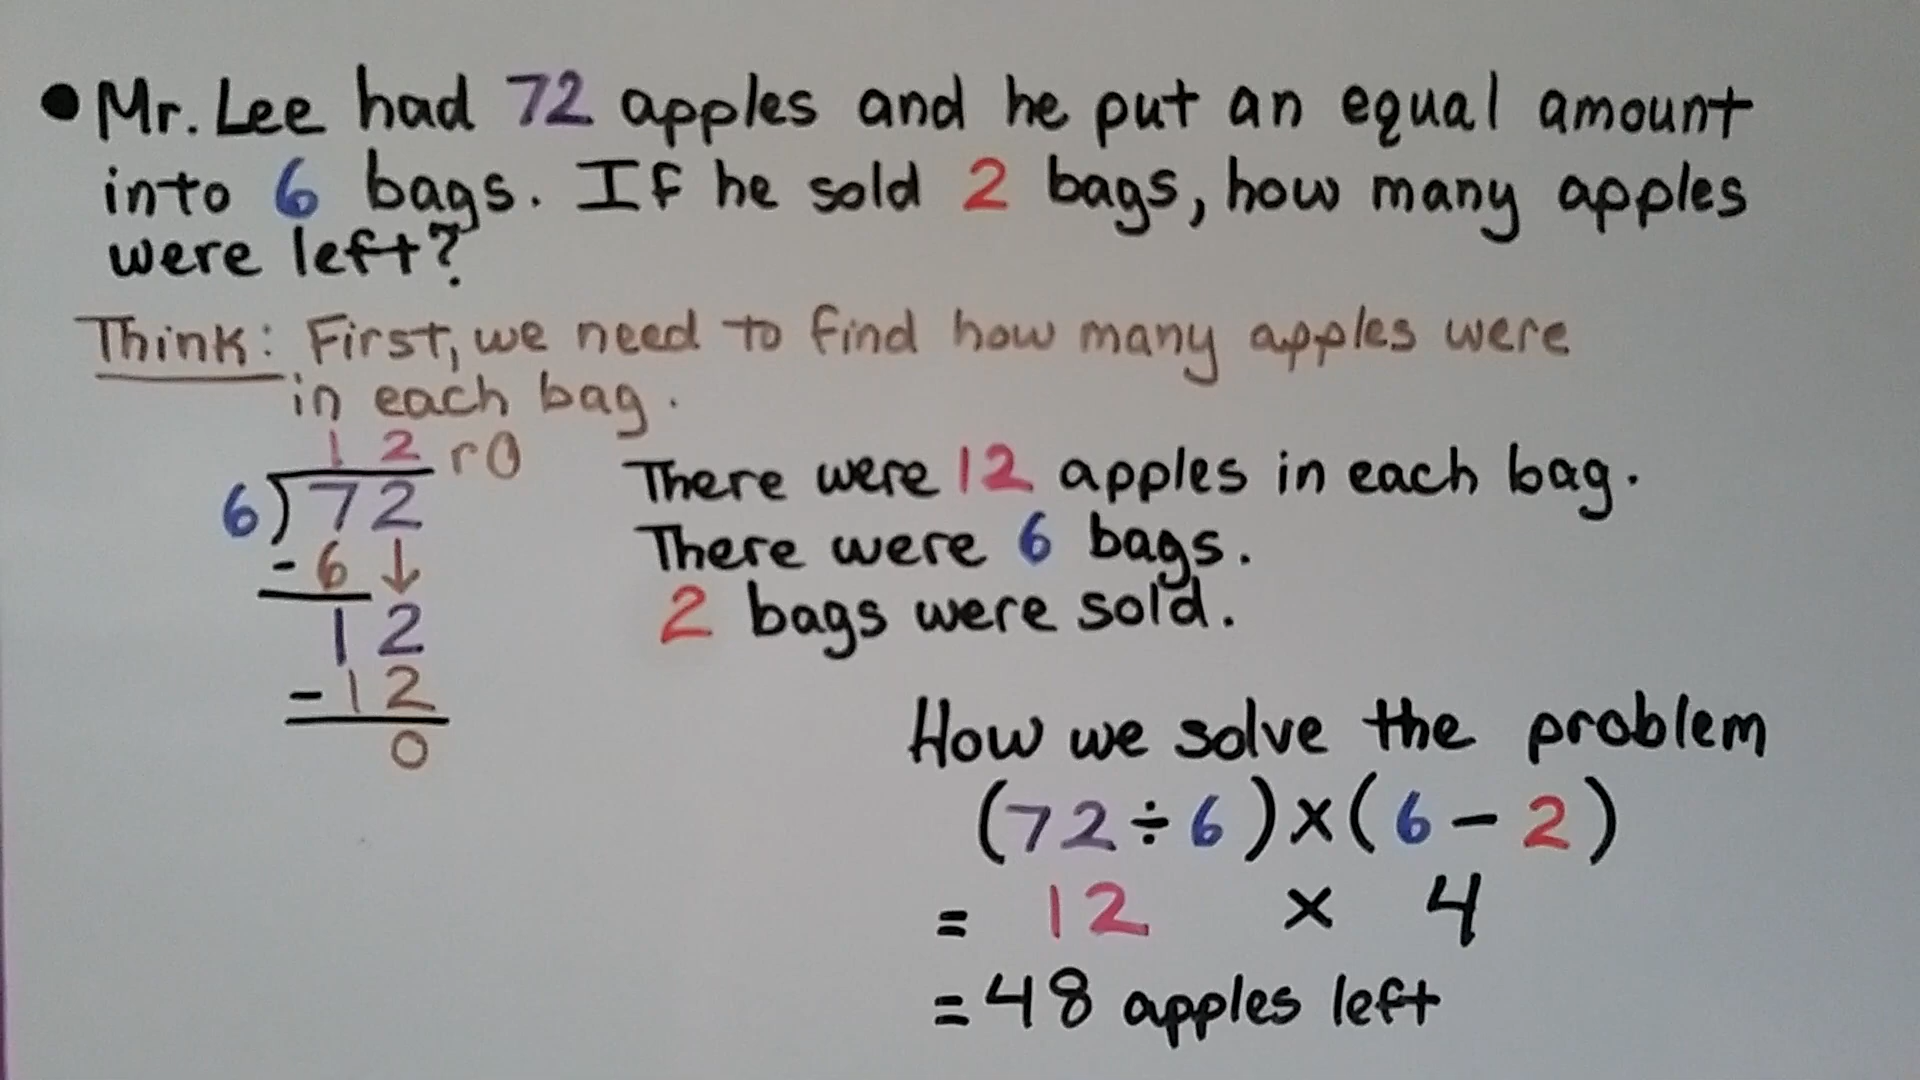 • Mr. Lee had 72 apples and he put an equal amount
into 6 bags. If he sold 2 bags, how many apples
were left?
Think: First, we need to find how many apples were
in each bag.
12 r0
6)72
-6↓
12
-12
0
There were 12 apples in each bag.
There were 6 bags.
2 bags were sold.
How we solve the problem
(72÷6)×(6-2)
= 12 × 4
=48 apples left